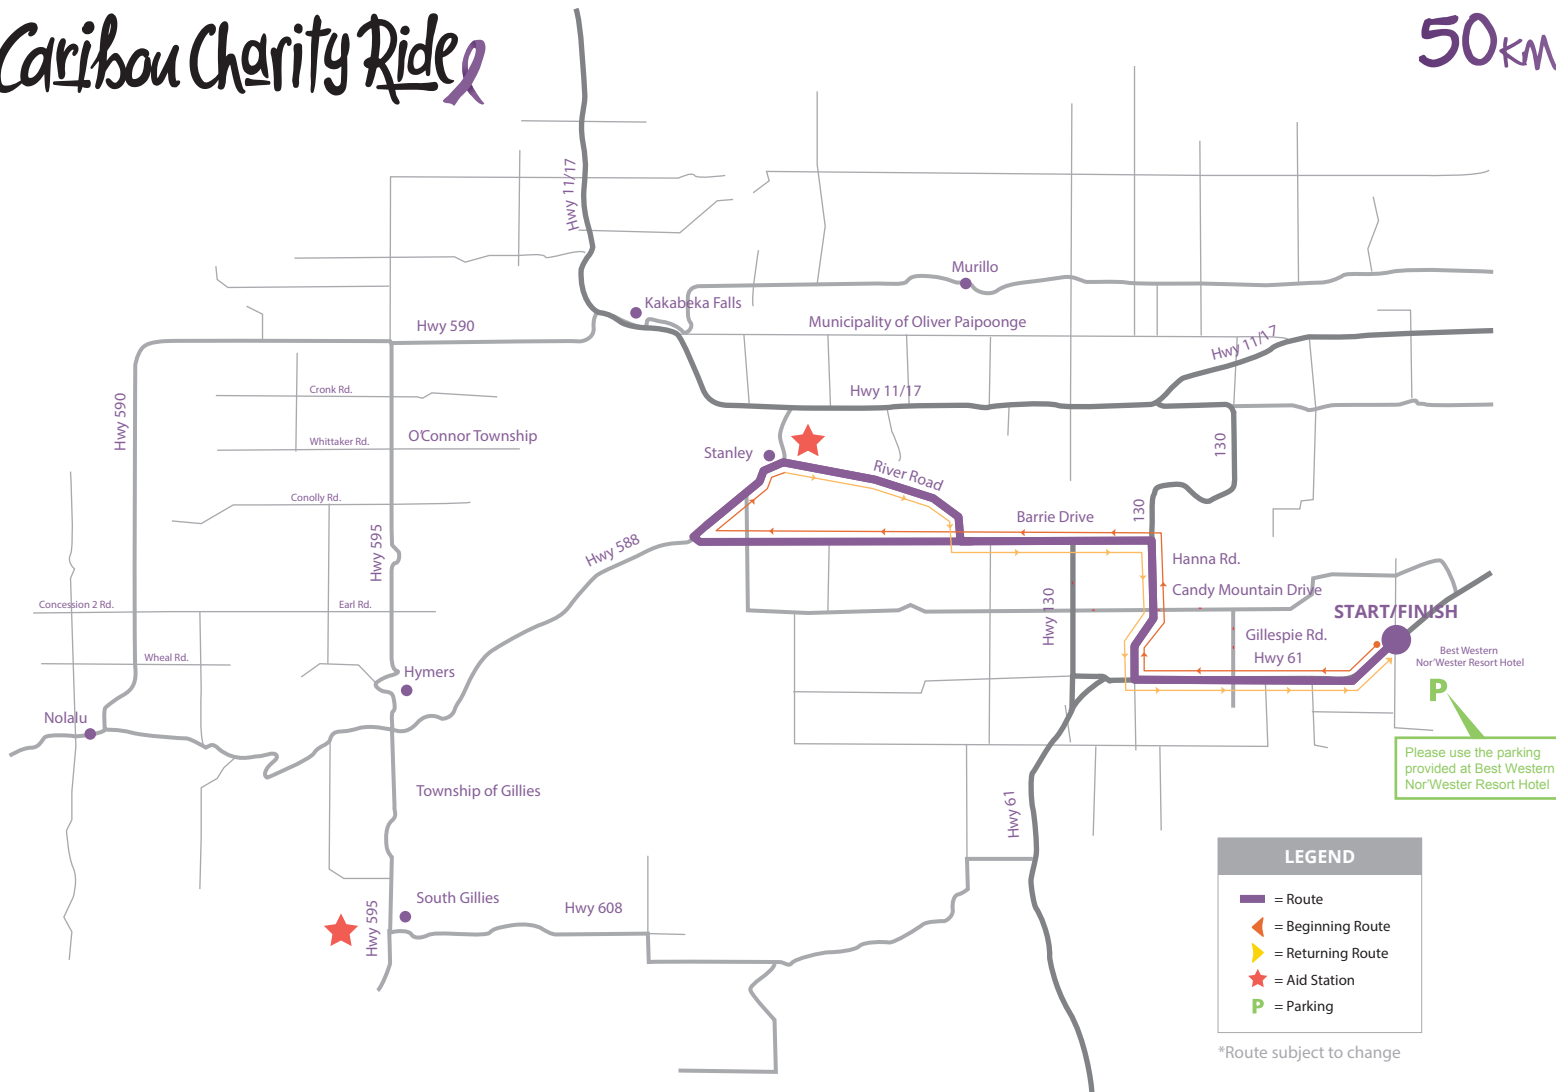 Caribou Charity Ride
50KM
Hwy 11/17
Murillo
Kakabeka Falls
Municipality of Oliver Paipoonge
Hwy 590
Hwy 11/17
Hwy 11/17
Cronk Rd.
Hwy 590
Whittaker Rd.
O'Connor Township
Stanley
130
River Road
Conolly Rd.
Barrie Drive
130
Hwy 595
Hwy 588
Hanna Rd.
Candy Mountain Drive
Concession 2 Rd.
Earl Rd.
Hwy 130
START/FINISH
Gillespie Rd.
Wheal Rd.
Hwy 61
Best Western
Nor'Wester Resort Hotel
Hymers
P
Nolalu
Please use the parking
provided at Best Western
Nor'Wester Resort Hotel
Township of Gillies
Hwy 61
LEGEND
= Route
= Beginning Route
= Returning Route
= Aid Station
P = Parking
South Gillies
Hwy 608
Hwy 595
*Route subject to change